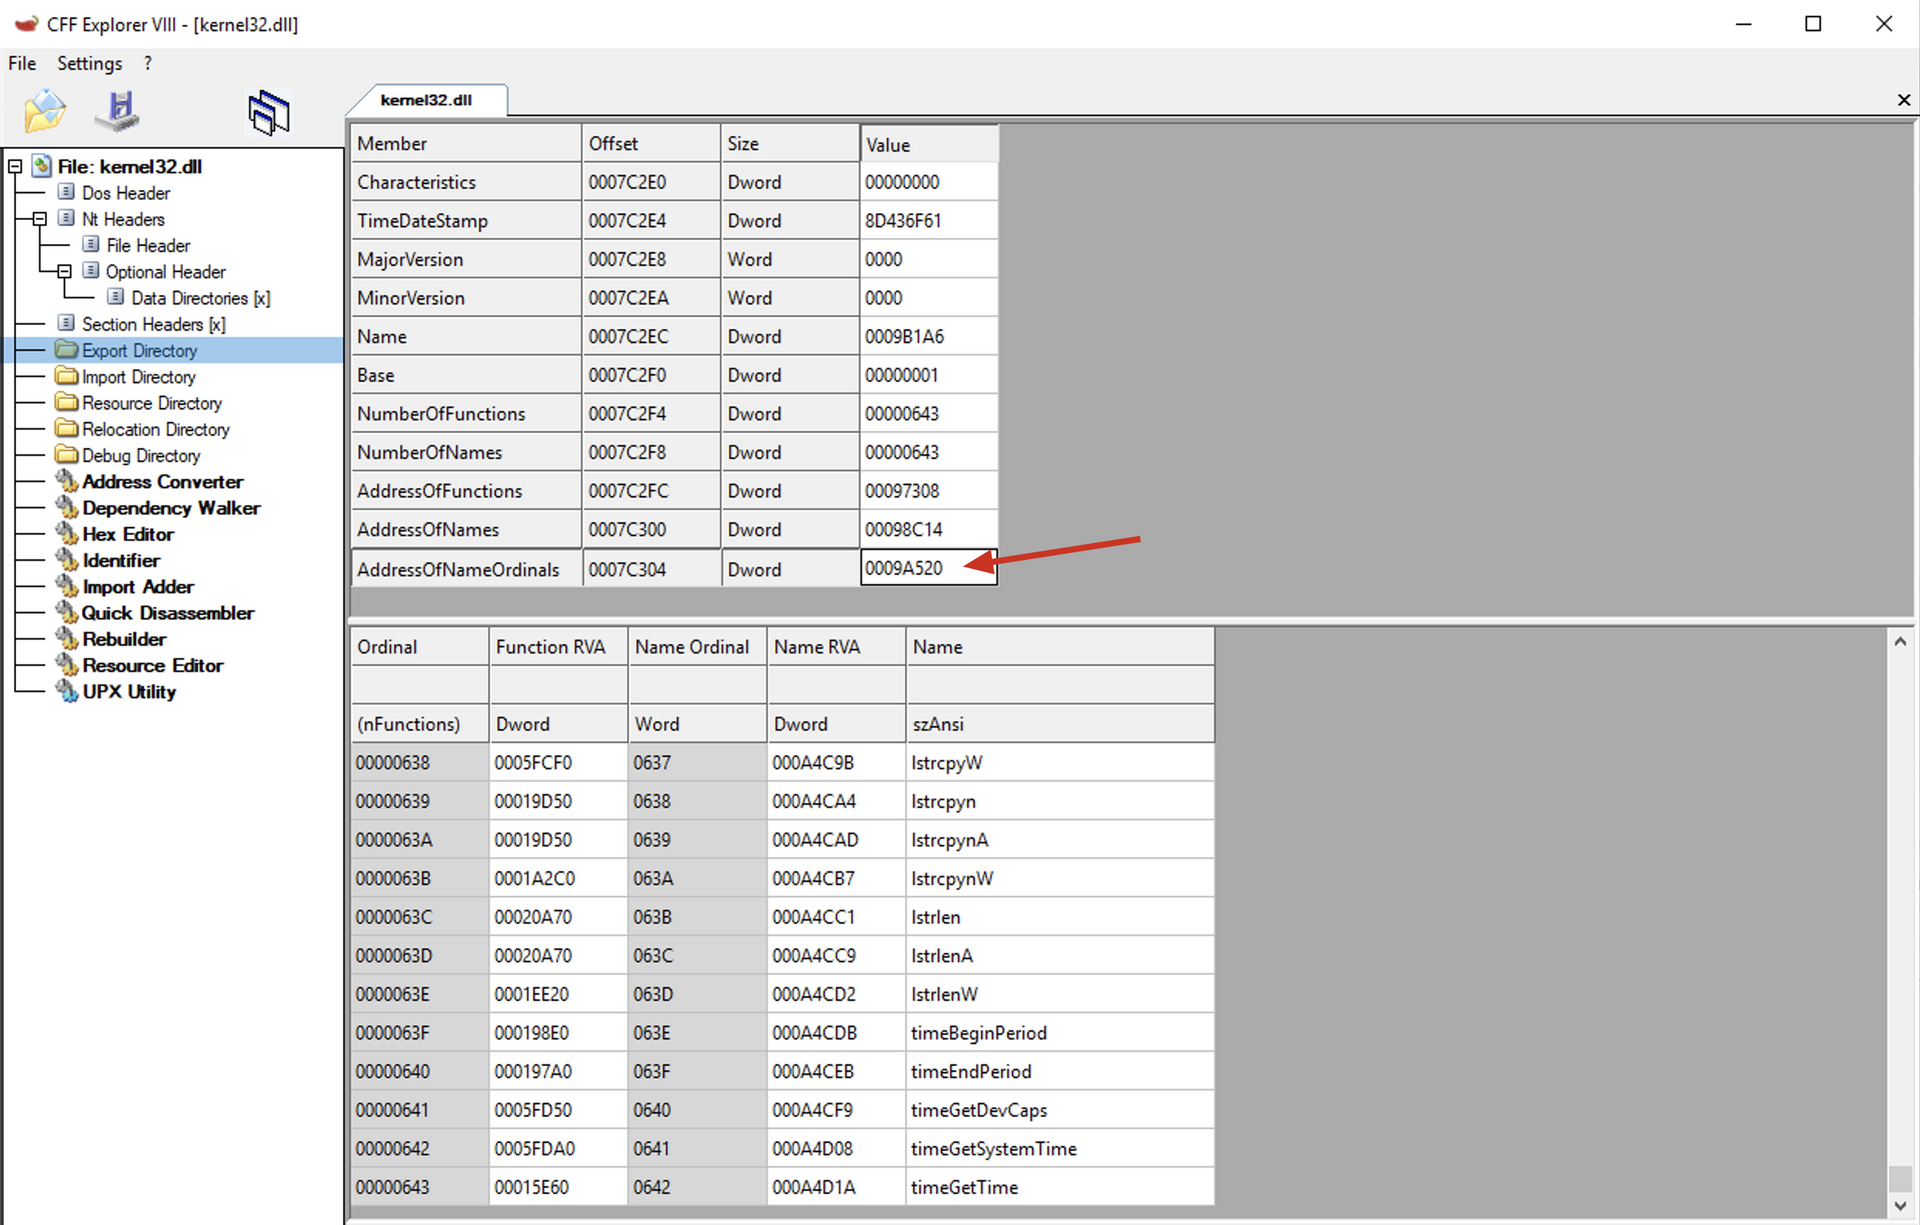 CFF Explorer VIII - [kernel32.dll]
File Settings ?
kernel32.dll
File: kernel32.dll
Dos Header
Nt Headers
File Header
Optional Header
Data Directories [x]
Section Headers [x]
Export Directory
Import Directory
Resource Directory
Relocation Directory
Debug Directory
Address Converter
Dependency Walker
Hex Editor
Identifier
Import Adder
Quick Disassembler
Rebuilder
Resource Editor
UPX Utility
Member Offset Size Value
Characteristics 0007C2E0 Dword 00000000
TimeDateStamp 0007C2E4 Dword 8D436F61
MajorVersion 0007C2E8 Word 0000
MinorVersion 0007C2EA Word 0000
Name 0007C2EC Dword 0009B1A6
Base 0007C2F0 Dword 00000001
NumberOfFunctions 0007C2F4 Dword 00000643
NumberOfNames 0007C2F8 Dword 00000643
AddressOfFunctions 0007C2FC Dword 00097308
AddressOfNames 0007C300 Dword 00098C14
AddressOfNameOrdinals 0007C304 Dword 0009A520
Ordinal Function RVA Name Ordinal Name RVA Name
(nFunctions) Dword Word Dword szAnsi
00000638 0005FCF0 0637 000A4C9B lstrcpyW
00000639 00019D50 0638 000A4CA4 lstrcpyn
0000063A 00019D50 0639 000A4CAD lstrcpynA
0000063B 0001A2C0 063A 000A4CB7 lstrcpynW
0000063C 00020A70 063B 000A4CC1 lstrlen
0000063D 00020A70 063C 000A4CC9 lstrlenA
0000063E 0001EE20 063D 000A4CD2 lstrlenW
0000063F 000198E0 063E 000A4CDB timeBeginPeriod
00000640 000197A0 063F 000A4CEB timeEndPeriod
00000641 0005FD50 0640 000A4CF9 timeGetDevCaps
00000642 0005FDA0 0641 000A4D08 timeGetSystemTime
00000643 00015E60 0642 000A4D1A timeGetTime